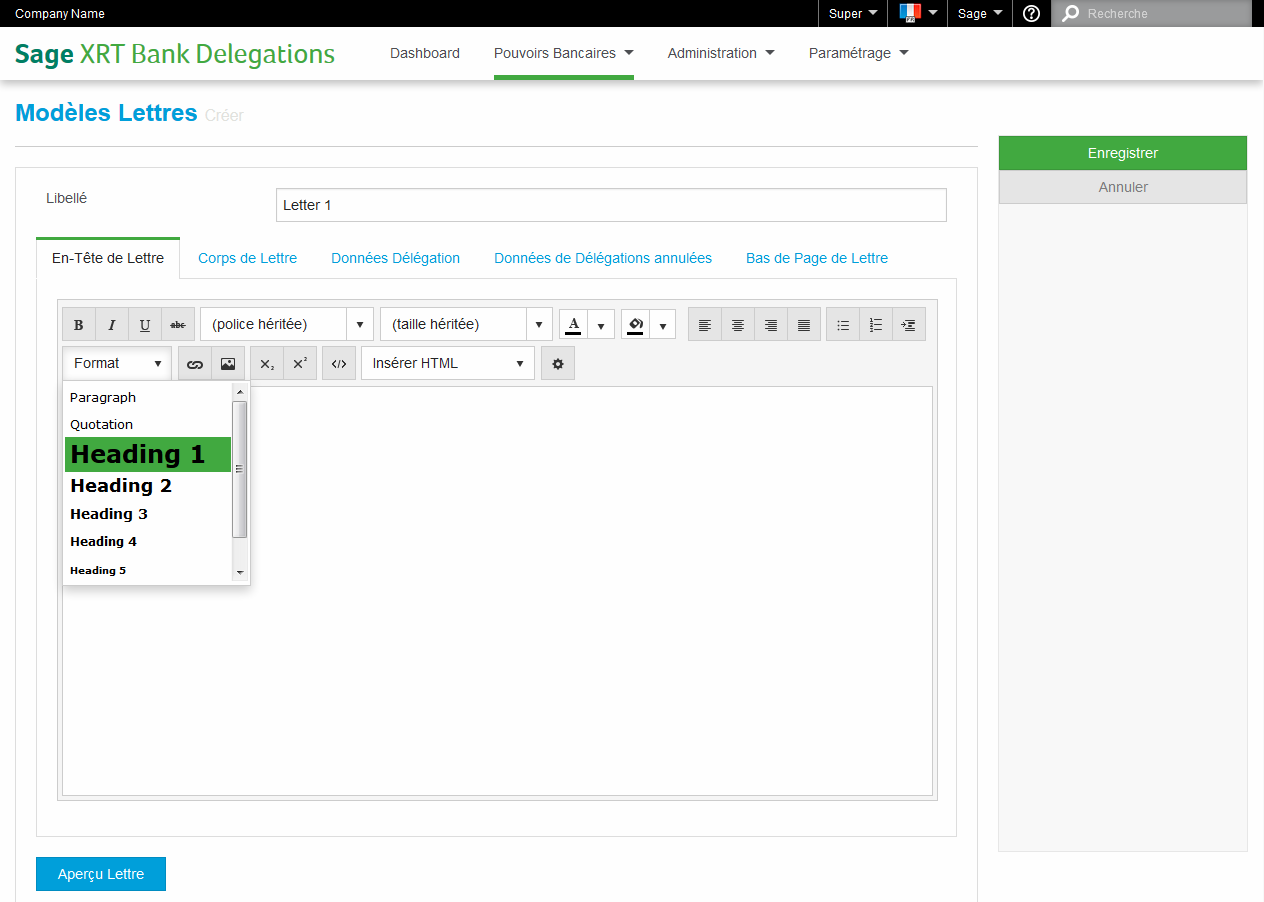 Company Name
Super
FR
Sage
Recherche
Sage XRT Bank Delegations
Dashboard
Pouvoirs Bancaires
Administration
Paramétrage
Modèles Lettres Créer
Enregistrer
Annuler
Libellé
Letter 1
En-Tête de Lettre
Corps de Lettre
Données Délégation
Données de Délégations annulées
Bas de Page de Lettre
B I U abc
(police héritée)
(taille héritée)
A
Format
X₂ X²
</>
Insérer HTML
Paragraph
Quotation
Heading 1
Heading 2
Heading 3
Heading 4
Heading 5
Aperçu Lettre